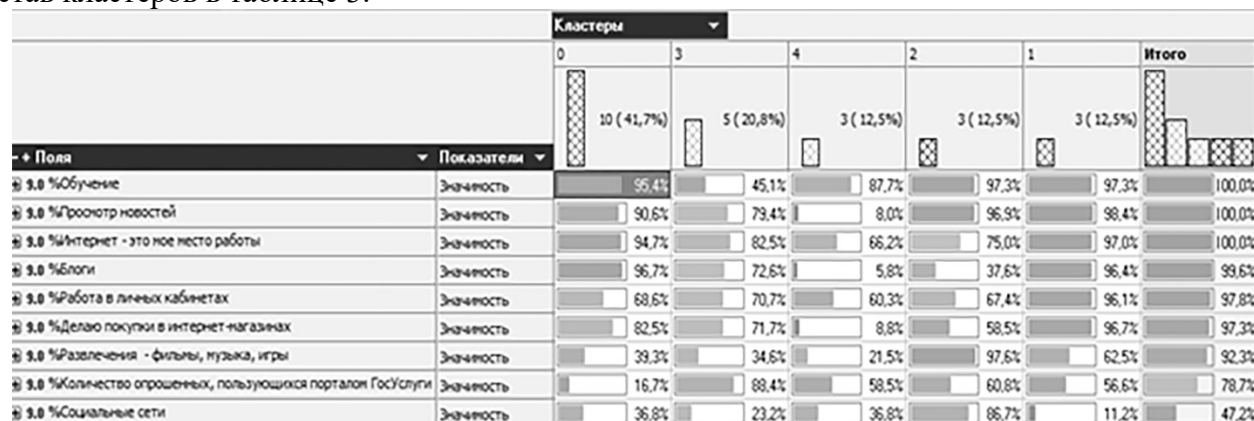 став кластеров в таблице 3.
Кластеры
0 3 4 2 1 Итого
10 (41,7%) 5 (20,8%) 3 (12,5%) 3 (12,5%) 3 (12,5%)
- + Поля Показатели
9.0 %Обучение Значимость 95,4% 45,1% 87,7% 97,3% 97,3% 100,0%
9.0 %Просмотр новостей Значимость 90,6% 79,4% 8,0% 96,9% 98,4% 100,0%
9.0 %Интернет - это мое место работы Значимость 94,7% 82,5% 66,2% 75,0% 97,0% 100,0%
9.0 %Блоги Значимость 96,7% 72,6% 5,8% 37,6% 96,4% 99,6%
9.0 %Работа в личных кабинетах Значимость 68,6% 70,7% 60,3% 67,4% 96,1% 97,8%
9.0 %Делаю покупки в интернет-магазинах Значимость 82,5% 71,7% 8,8% 58,5% 96,7% 97,3%
9.0 %Развлечения - фильмы, музыка, игры Значимость 39,3% 34,6% 21,5% 97,6% 62,5% 92,3%
9.0 %Количество опрошенных, пользующихся порталом ГосУслуги Значимость 16,7% 88,4% 58,5% 60,8% 56,6% 78,7%
9.0 %Социальные сети Значимость 36,8% 23,2% 36,8% 86,7% 11,2% 47,2%